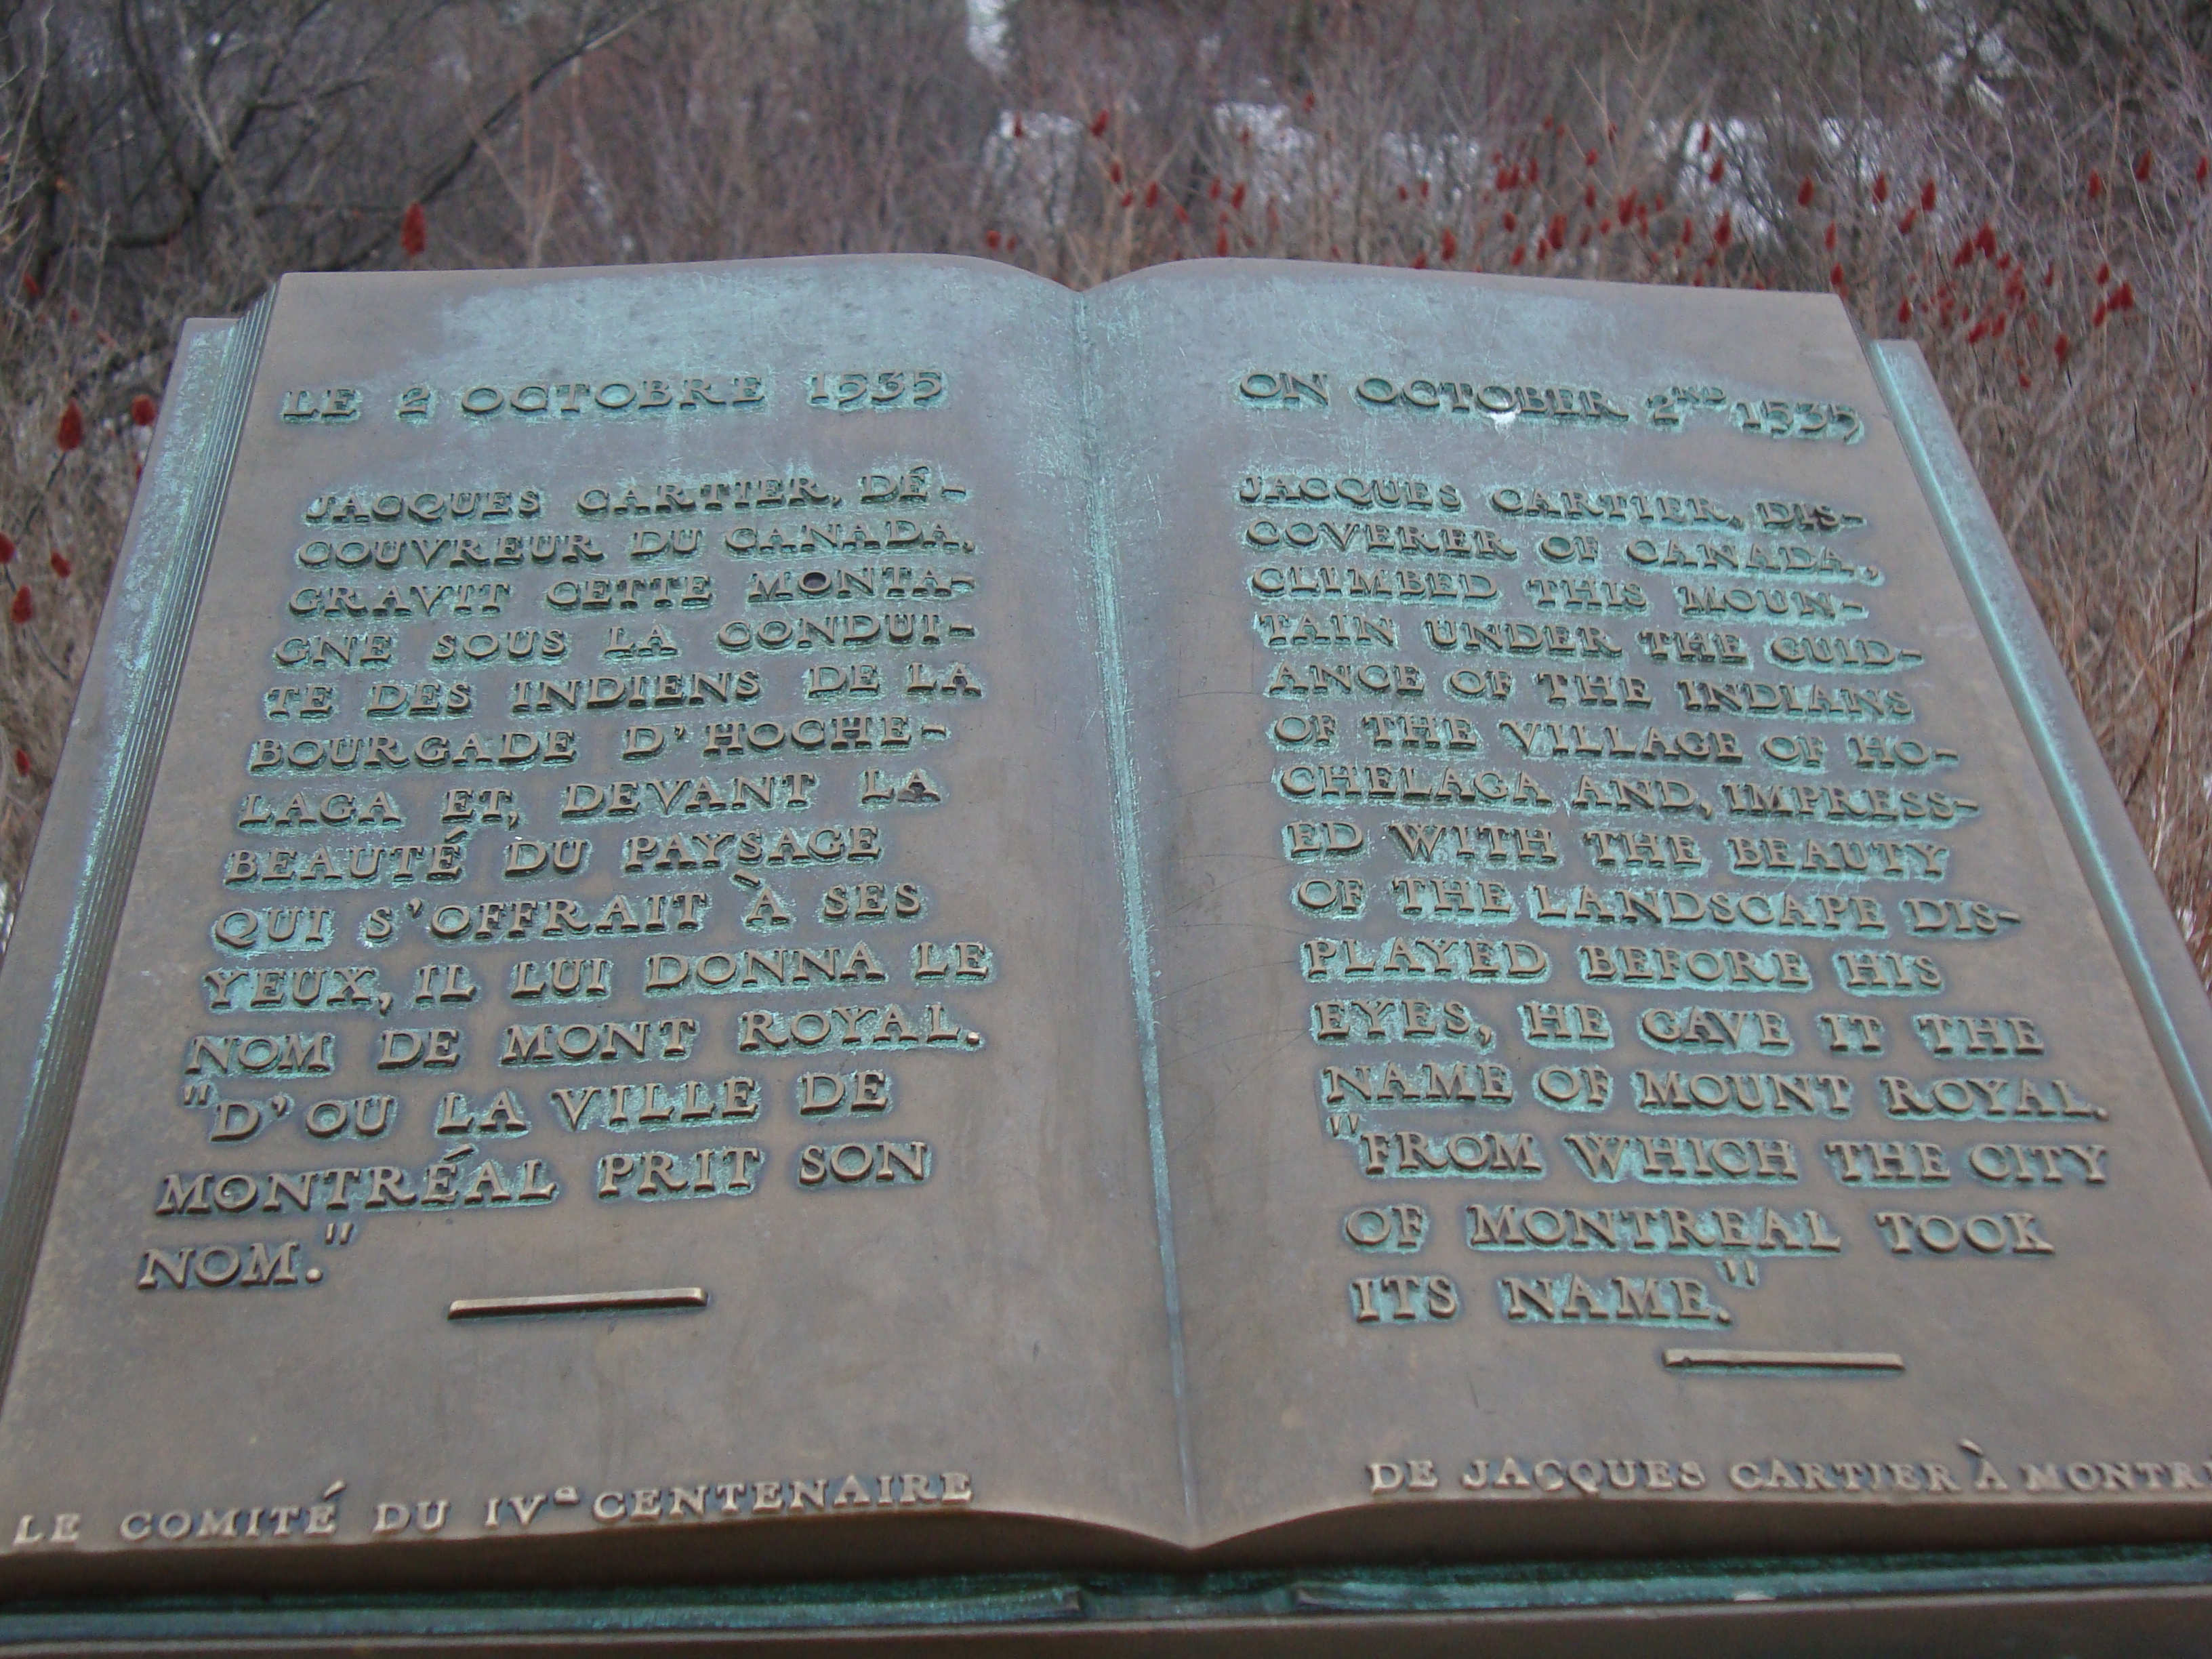 LE 2 OCTOBRE 1535
JACQUES CARTIER, DÉ-
COUVREUR DU CANADA,
GRAVIT CETTE MONTA-
GNE SOUS LA CONDUI-
TE DES INDIENS DE LA
BOURGADE D'HOCHE-
LAGA ET, DEVANT LA
BEAUTÉ DU PAYSAGE
QUI S'OFFRAIT À SES
YEUX, IL LUI DONNA LE
NOM DE MONT ROYAL.
"D'OU LA VILLE DE
MONTRÉAL PRIT SON
NOM."
LE COMITÉ DU IVᵉ CENTENAIRE
ON OCTOBER 2ND 1535
JACQUES CARTIER, DIS-
COVERER OF CANADA,
CLIMBED THIS MOUN-
TAIN UNDER THE GUID-
ANCE OF THE INDIANS
OF THE VILLAGE OF HO-
CHELAGA AND, IMPRESS-
ED WITH THE BEAUTY
OF THE LANDSCAPE DIS-
PLAYED BEFORE HIS
EYES, HE GAVE IT THE
NAME OF MOUNT ROYAL.
"FROM WHICH THE CITY
OF MONTREAL TOOK
ITS NAME."
DE JACQUES CARTIER À MONTR